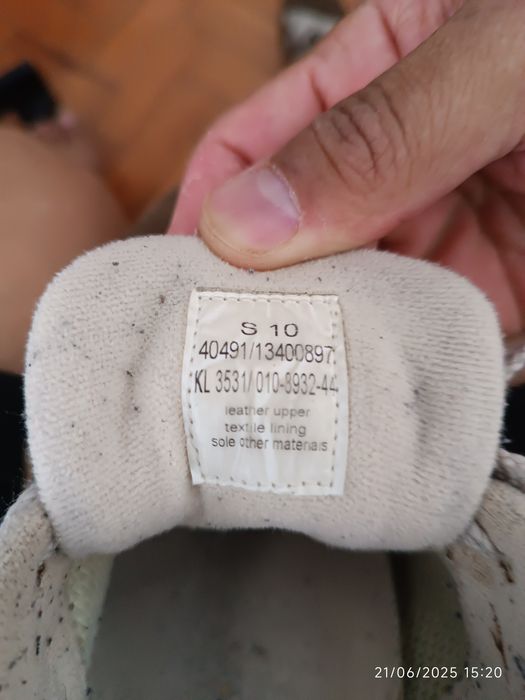 S 10
40491/13400897
KL 3531/010-8932-44
leather upper
textile lining
sole other materials
21/06/2025 15:20